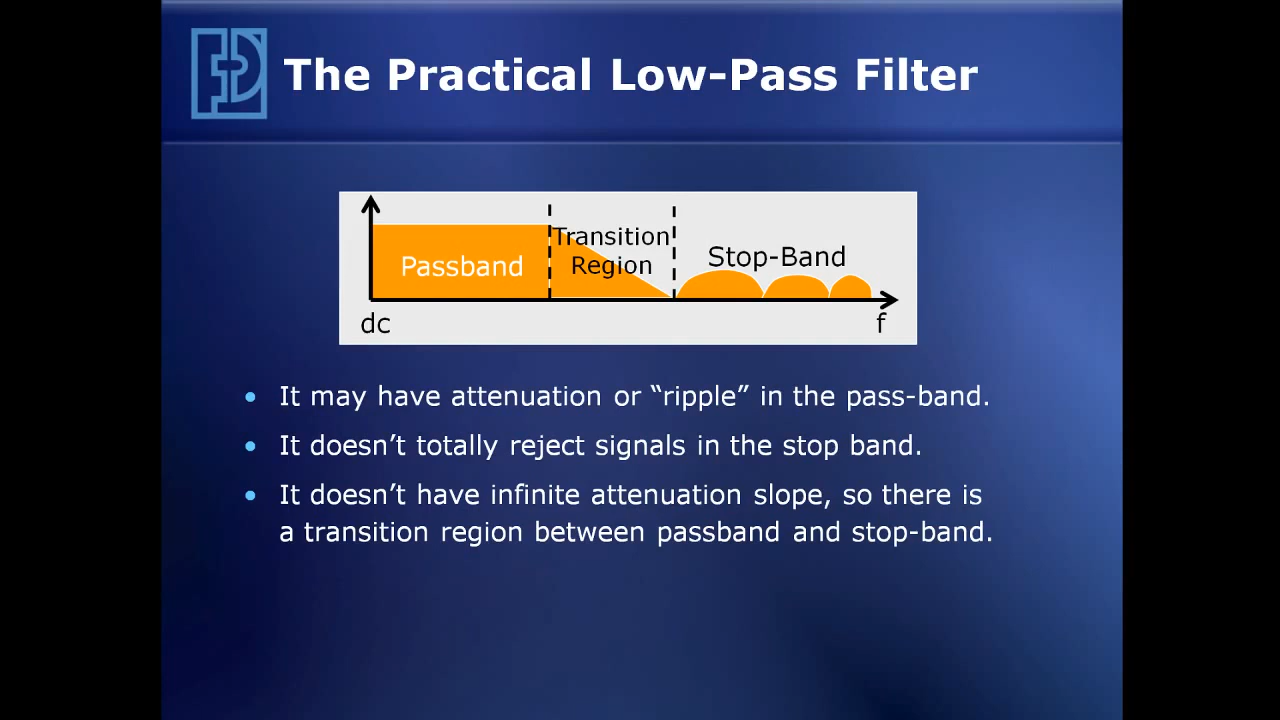 The Practical Low-Pass Filter
Transition
Region
Passband
Stop-Band
dc
f
• It may have attenuation or “ripple” in the pass-band.
• It doesn’t totally reject signals in the stop band.
• It doesn’t have infinite attenuation slope, so there is
a transition region between passband and stop-band.